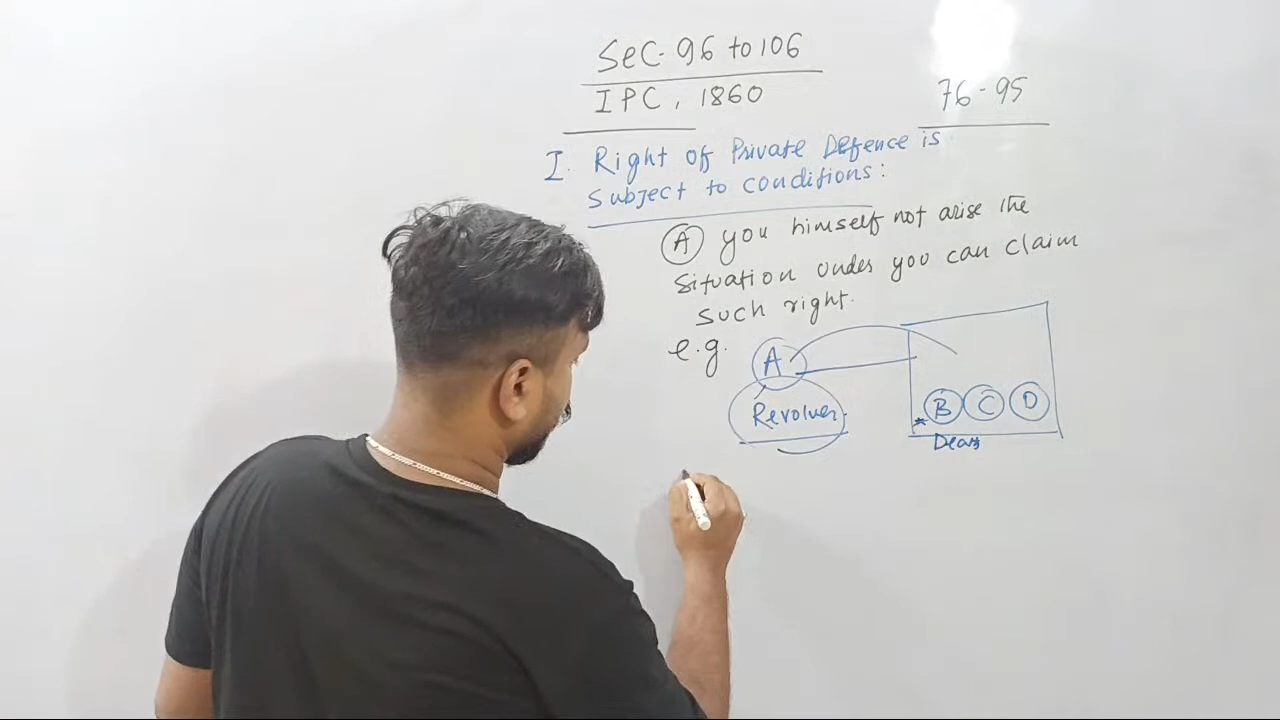 Sec. 96 to 106
IPC, 1860
76 - 95
I. Right of Private Defence is
subject to conditions:
A you himself not arise the
situation under you can claim
such right.
e.g. A
Revolver
B C D